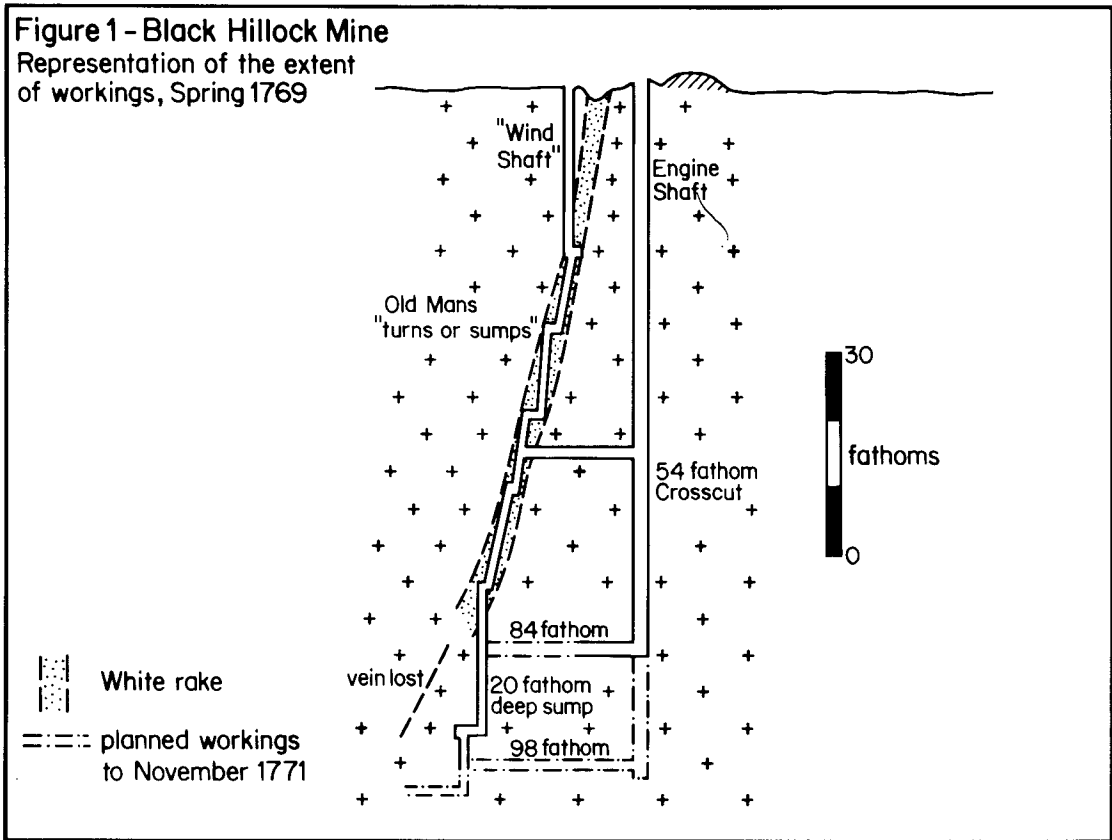 Figure 1 - Black Hillock Mine
Representation of the extent
of workings, Spring 1769
"Wind
Shaft"
Engine
Shaft
Old Mans
"turns or sumps"
30
fathoms
0
54 fathom
Crosscut
84 fathom
vein lost
20 fathom
deep sump
98 fathom
White rake
planned workings
to November 1771